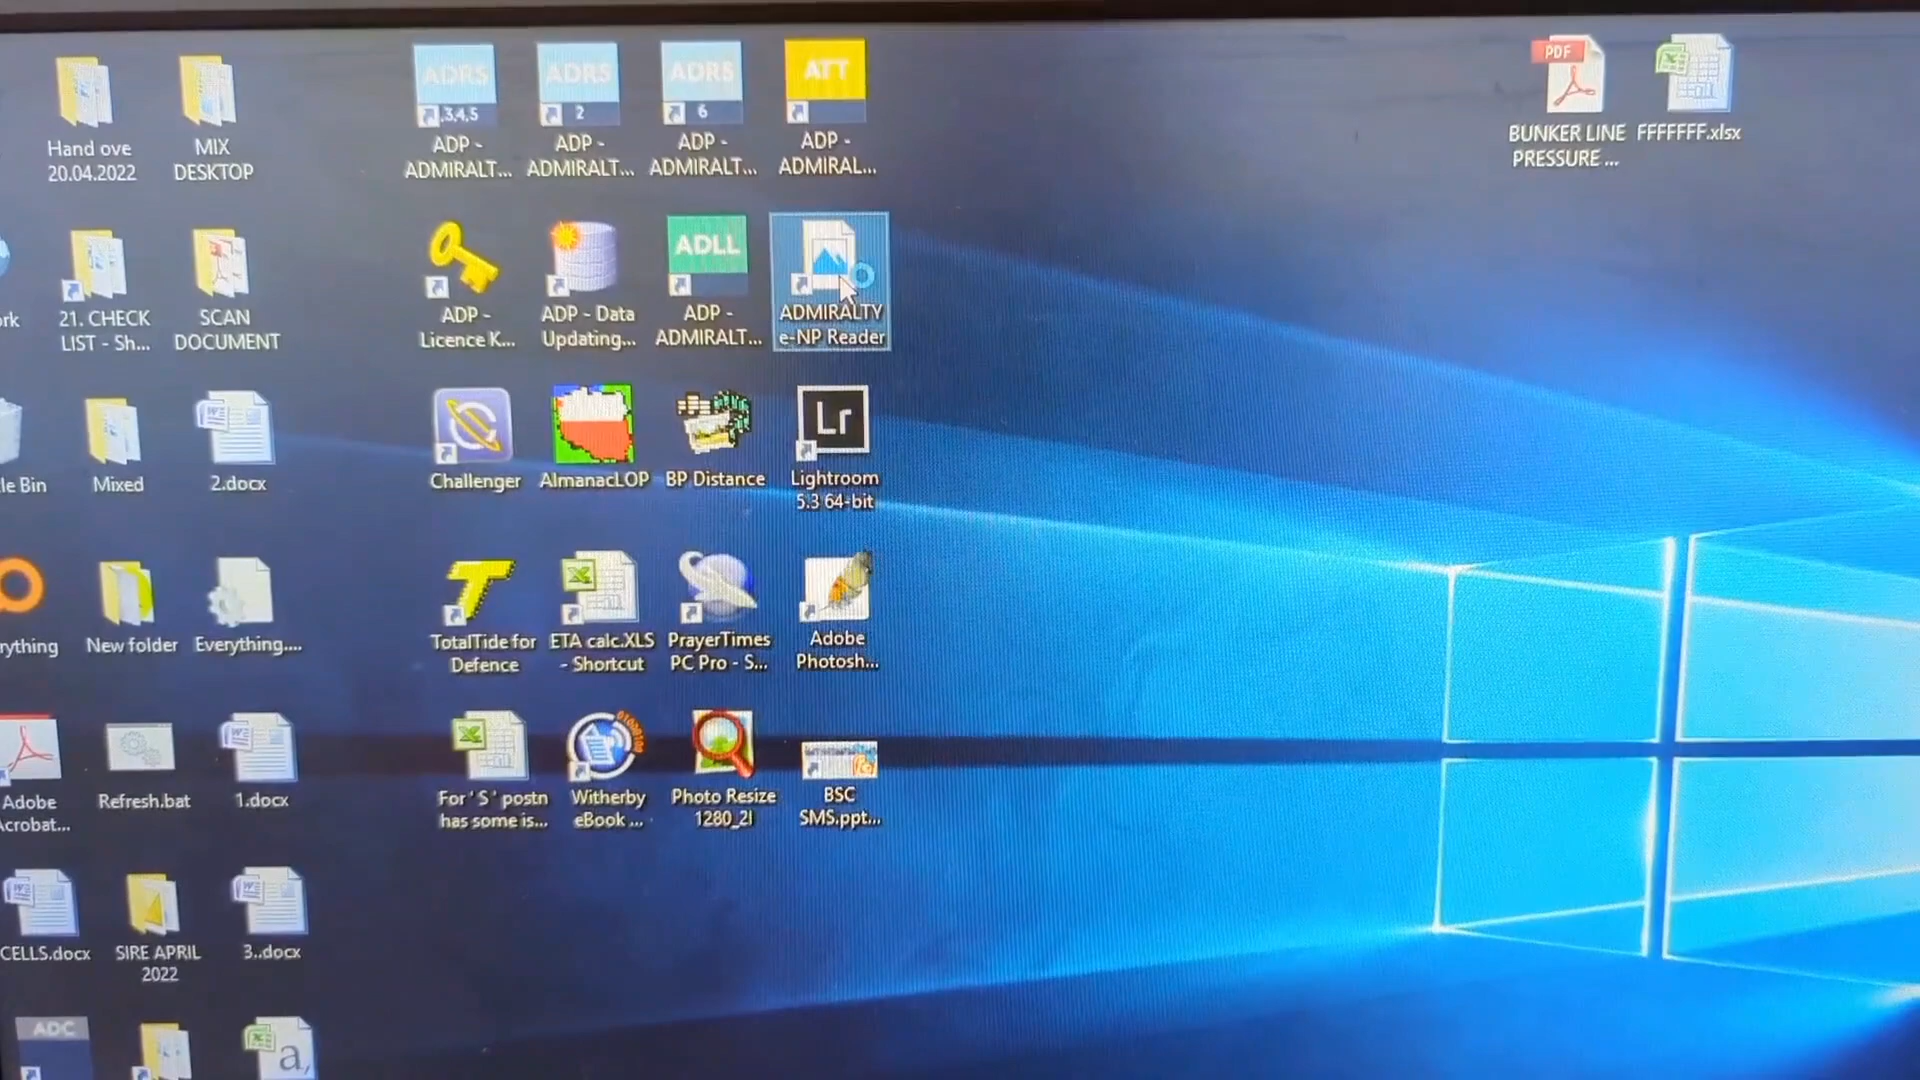 Hand ove
20.04.2022
MIX
DESKTOP
ADRS
,3,4,5
ADP -
ADMIRALT...
ADRS
2
ADP -
ADMIRALT...
ADRS
6
ADP -
ADMIRALT...
ATT
ADP -
ADMIRAL...
PDF
BUNKER LINE
PRESSURE ...
FFFFFFF.xlsx
rk
21. CHECK
LIST - Sh...
SCAN
DOCUMENT
ADP -
Licence K...
ADP - Data
Updating...
ADLL
ADP -
ADMIRALT...
ADMIRALTY
e-NP Reader
le Bin
Mixed
2.docx
Challenger
AlmanacLOP
BP Distance
Lr
Lightroom
5.3 64-bit
rything
New folder
Everything....
T
TotalTide for
Defence
ETA calc.XLS
- Shortcut
PrayerTimes
PC Pro - S...
Adobe
Photosh...
Adobe
Acrobat...
Refresh.bat
1.docx
For ' S ' postn
has some is...
Witherby
eBook ...
Photo Resize
1280_2I
BSC
SMS.ppt...
CELLS.docx
SIRE APRIL
2022
3..docx
ADC
a,